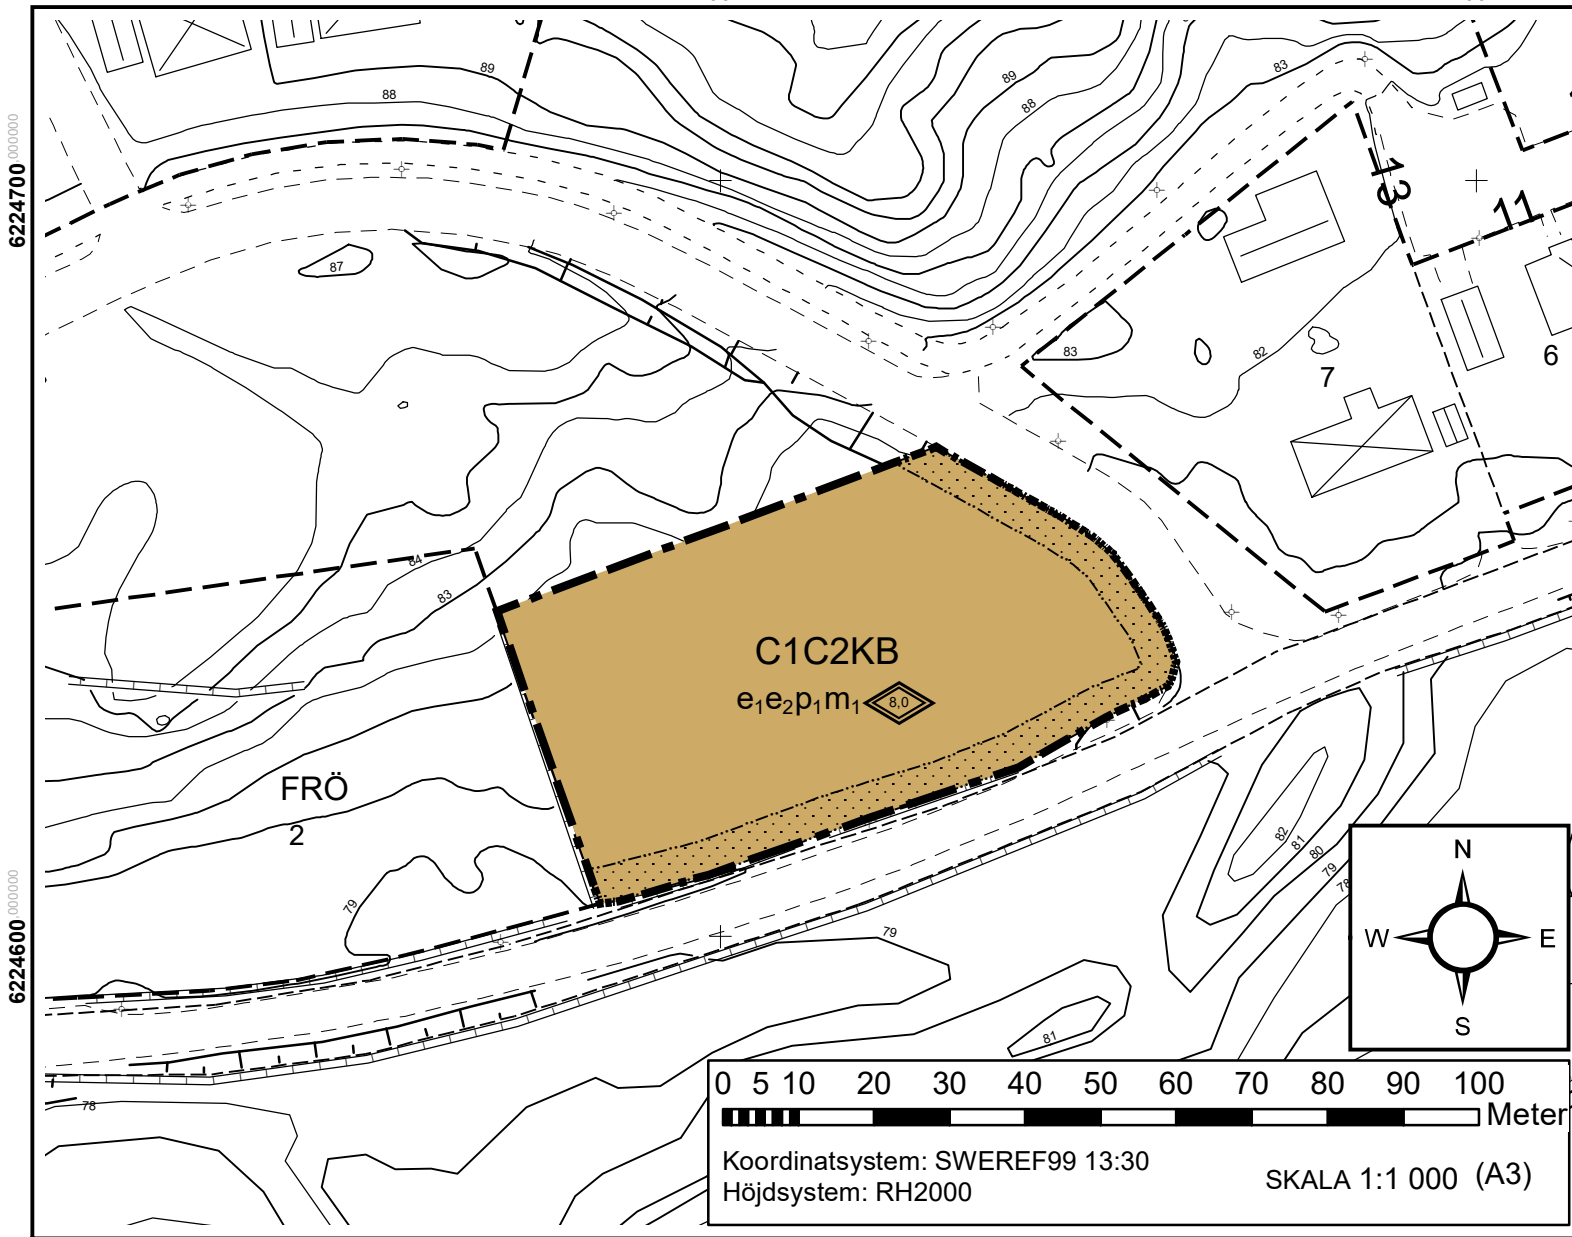 89
88
89
88
83
6224700,000000
13
11
87
83
82
7
6
84
83
C1C2KB
e₁e₂p₁m₁ 8,0
FRÖ
2
82
81
80
79
78
79
79
6224600,000000
81
78
N
W E
S
0 5 10 20 30 40 50 60 70 80 90 100
Meter
Koordinatsystem: SWEREF99 13:30
Höjdsystem: RH2000
SKALA 1:1 000 (A3)